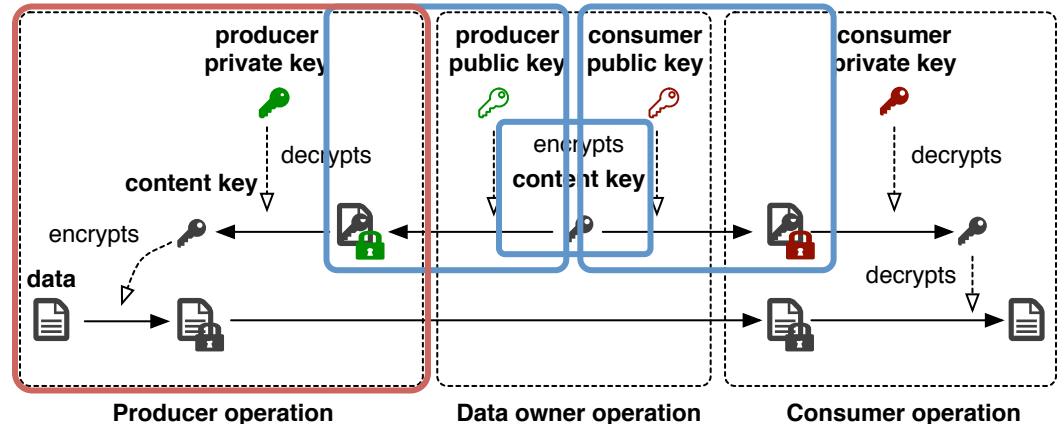 producer
private key
producer
public key
consumer
public key
consumer
private key
decrypts
encrypts
decrypts
content key
content key
encrypts
data
decrypts
Producer operation
Data owner operation
Consumer operation